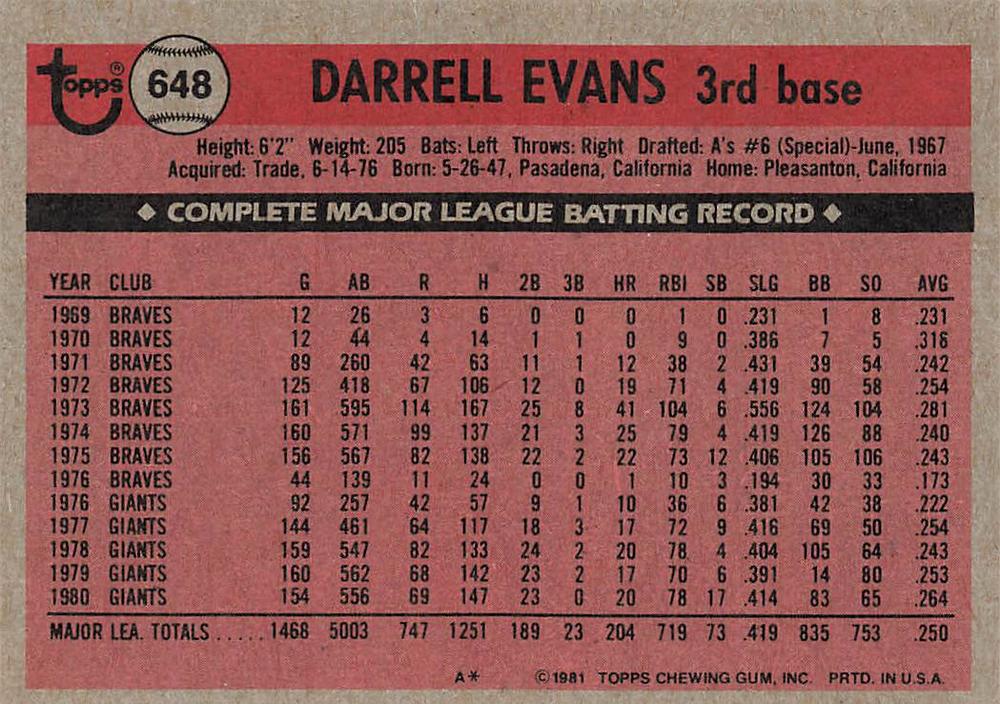 topps® 648 DARRELL EVANS 3rd base
Height: 6'2" Weight: 205 Bats: Left Throws: Right Drafted: A's #6 (Special)-June, 1967
Acquired: Trade, 6-14-76 Born: 5-26-47, Pasadena, California Home: Pleasanton, California
◆ COMPLETE MAJOR LEAGUE BATTING RECORD ◆
YEAR CLUB G AB R H 2B 3B HR RBI SB SLG BB SO AVG
1969 BRAVES 12 26 3 6 0 0 0 1 0 .231 1 8 .231
1970 BRAVES 12 44 4 14 1 1 0 9 0 .386 7 5 .318
1971 BRAVES 89 260 42 63 11 1 12 38 2 .431 39 54 .242
1972 BRAVES 125 418 67 106 12 0 19 71 4 .419 90 58 .254
1973 BRAVES 161 595 114 167 25 8 41 104 6 .556 124 104 .281
1974 BRAVES 160 571 99 137 21 3 25 79 4 .419 126 88 .240
1975 BRAVES 156 567 82 138 22 2 22 73 12 .406 105 106 .243
1976 BRAVES 44 139 11 24 0 0 1 10 3 .194 30 33 .173
1976 GIANTS 92 257 42 57 9 1 10 36 6 .381 42 38 .222
1977 GIANTS 144 461 64 117 18 3 17 72 9 .416 69 50 .254
1978 GIANTS 159 547 82 133 24 2 20 78 4 .404 105 64 .243
1979 GIANTS 160 562 68 142 23 2 17 70 6 .391 14 80 .253
1980 GIANTS 154 556 69 147 23 0 20 78 17 .414 83 65 .264
MAJOR LEA. TOTALS ..... 1468 5003 747 1251 189 23 204 719 73 .419 835 753 .250
A* ©1981 TOPPS CHEWING GUM, INC. PRTD. IN U.S.A.